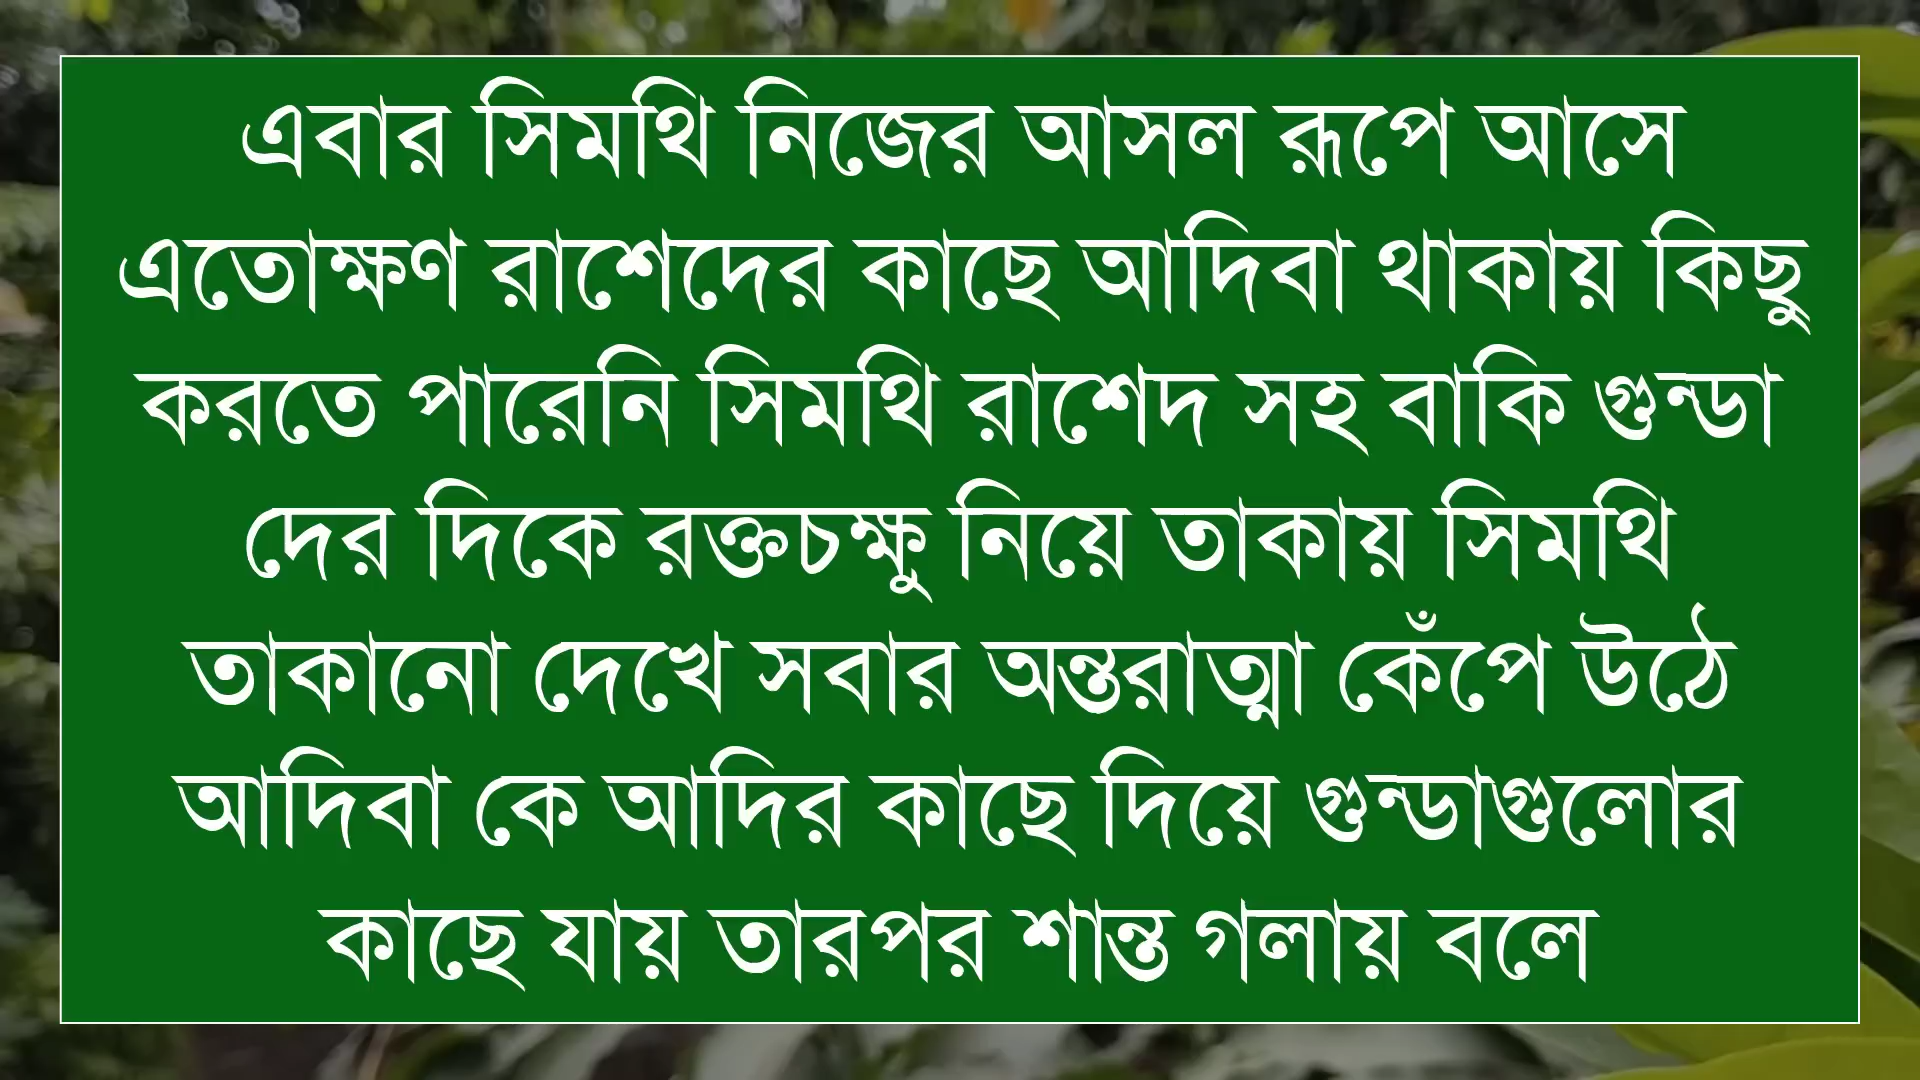 এবার সিমথি নিজের আসল রূপে আসে
এতোক্ষণ রাশেদের কাছে আদিবা থাকায় কিছু
করতে পারেনি সিমথি রাশেদ সহ বাকি গুন্ডা
দের দিকে রক্তচক্ষু নিয়ে তাকায় সিমথি
তাকানো দেখে সবার অন্তরাত্মা কেঁপে উঠে
আদিবা কে আদির কাছে দিয়ে গুন্ডাগুলোর
কাছে যায় তারপর শান্ত গলায় বলে